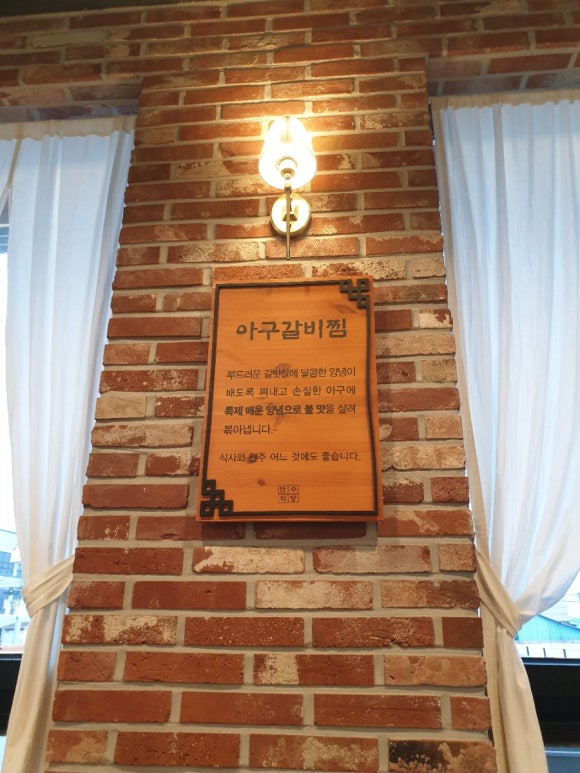 아구갈비찜
부드러운 갈빗살에 달콤한 양념이
배도록 쪄내고 손질한 아구에
특제 매운 양념으로 불 맛을 살려
볶아냅니다.
식사와 안주 어느 것에도 좋습니다.